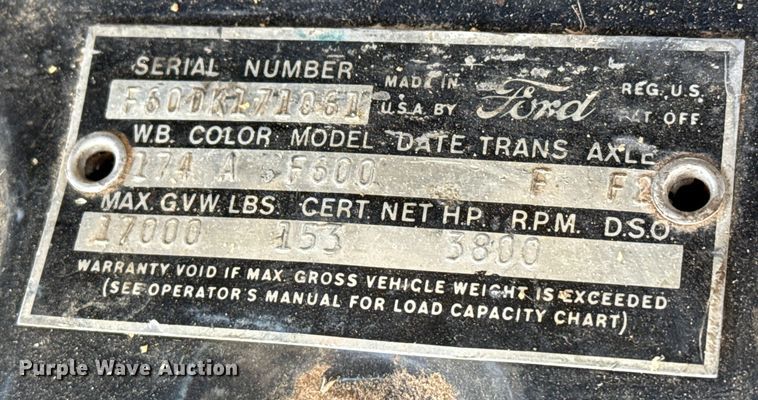 SERIAL NUMBER
MADE IN
U.S.A. BY
Ford
REG. U.S.
PAT OFF.
F60DK171061
W.B. COLOR MODEL DATE TRANS AXLE
174 A F600 F F2
MAX. G.V.W. LBS. CERT. NET H.P. R.P.M. D.S.O.
17000 153 3800
WARRANTY VOID IF MAX. GROSS VEHICLE WEIGHT IS EXCEEDED
(SEE OPERATOR'S MANUAL FOR LOAD CAPACITY CHART)
Purple Wave Auction